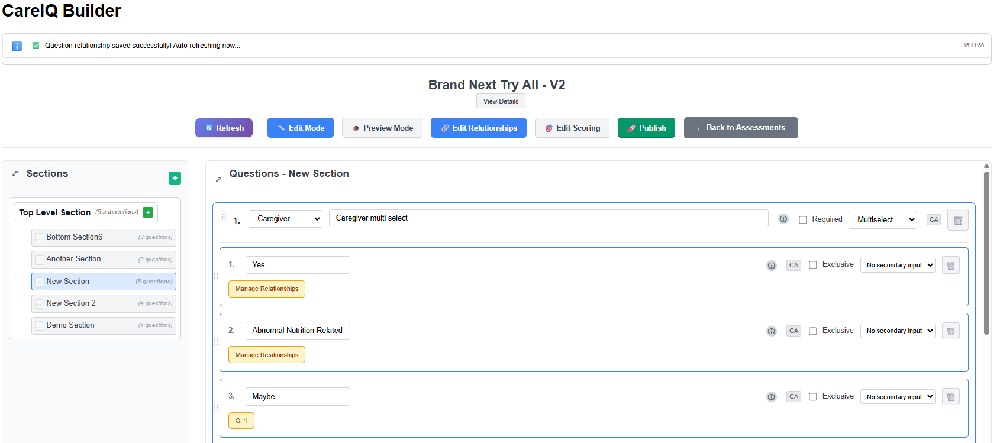 CareIQ Builder
Question relationship saved successfully! Auto-refreshing now...
16:41:50
Brand Next Try All - V2
View Details
Refresh
Edit Mode
Preview Mode
Edit Relationships
Edit Scoring
Publish
← Back to Assessments
Sections
+
Top Level Section (5 subsections) +
Bottom Section6 (3 questions)
Another Section (2 questions)
New Section (5 questions)
New Section 2 (4 questions)
Demo Section (1 questions)
Questions - New Section
1. Caregiver Caregiver multi select Required Multiselect CA
1. Yes CA Exclusive No secondary input
Manage Relationships
2. Abnormal Nutrition-Related CA Exclusive No secondary input
Manage Relationships
3. Maybe CA Exclusive No secondary input
Q: 1